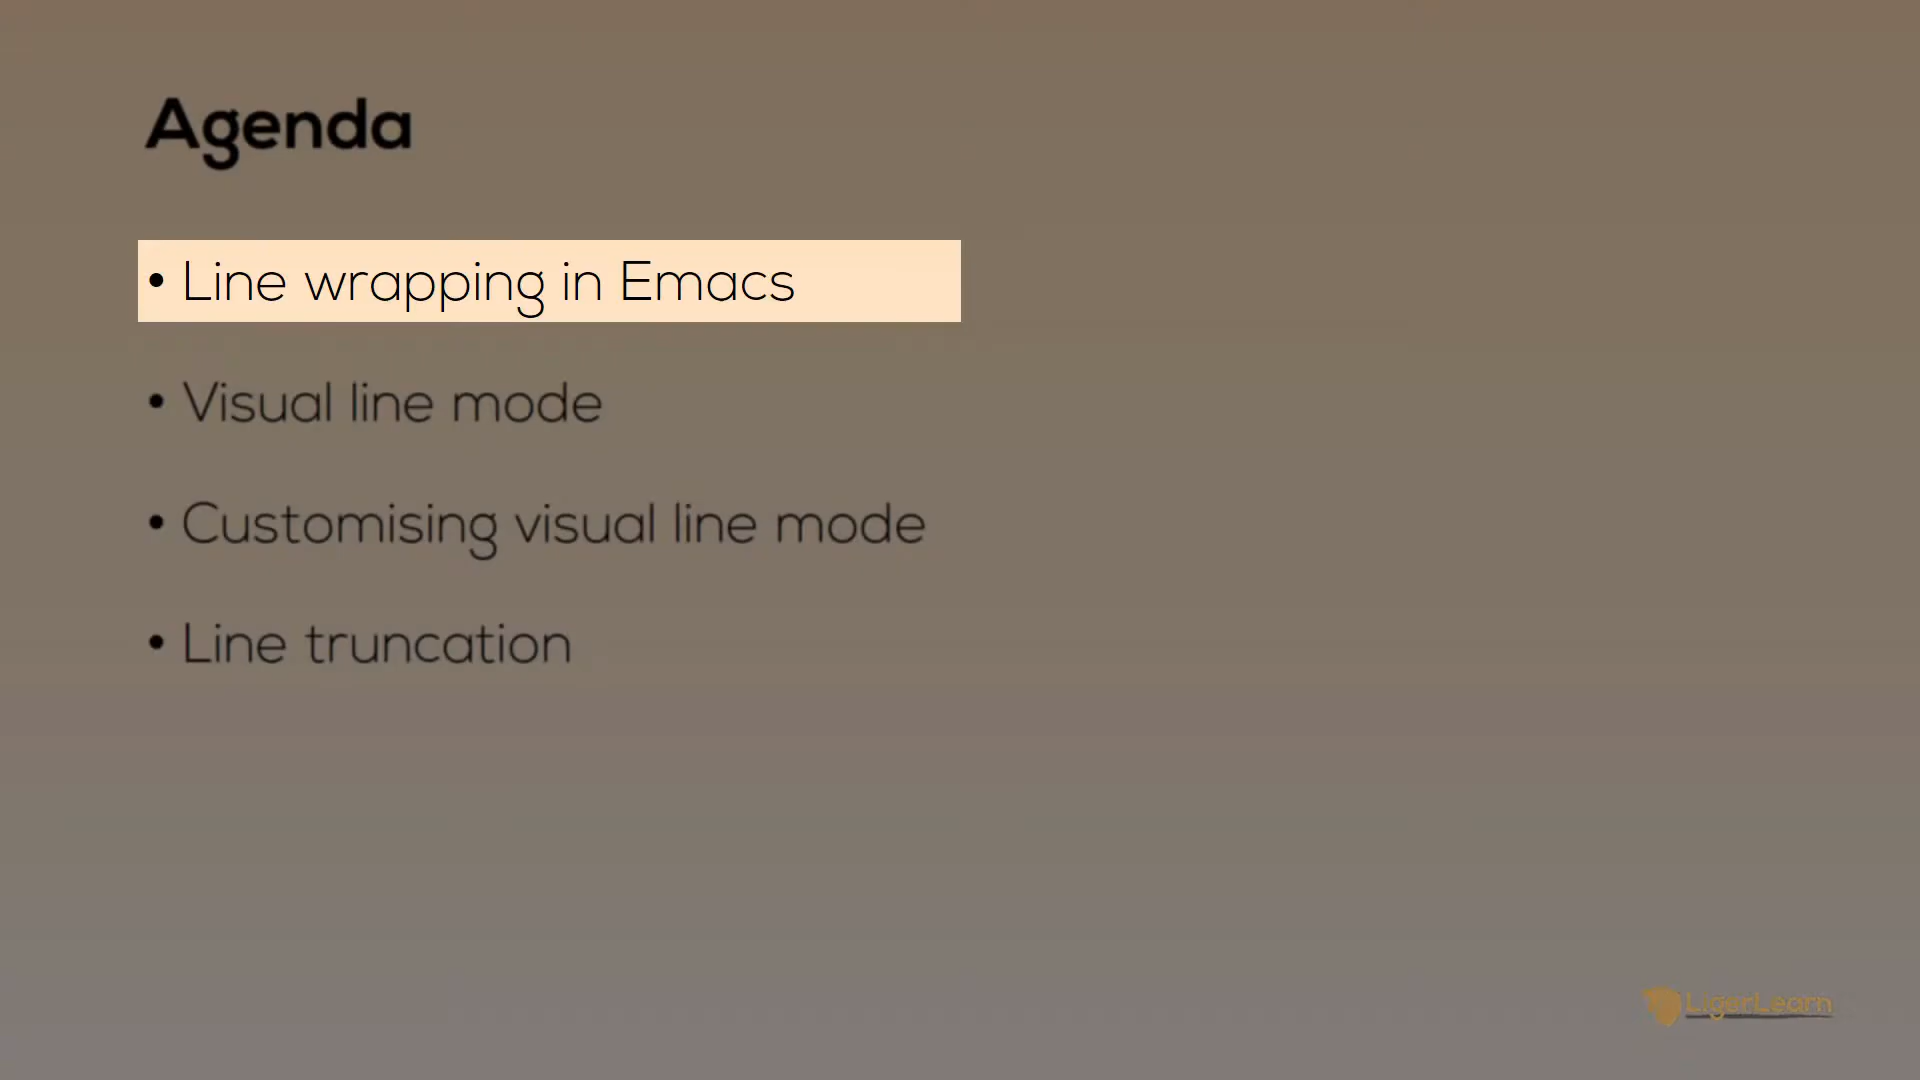 Agenda
• Line wrapping in Emacs
• Visual line mode
• Customising visual line mode
• Line truncation
LigerLearn